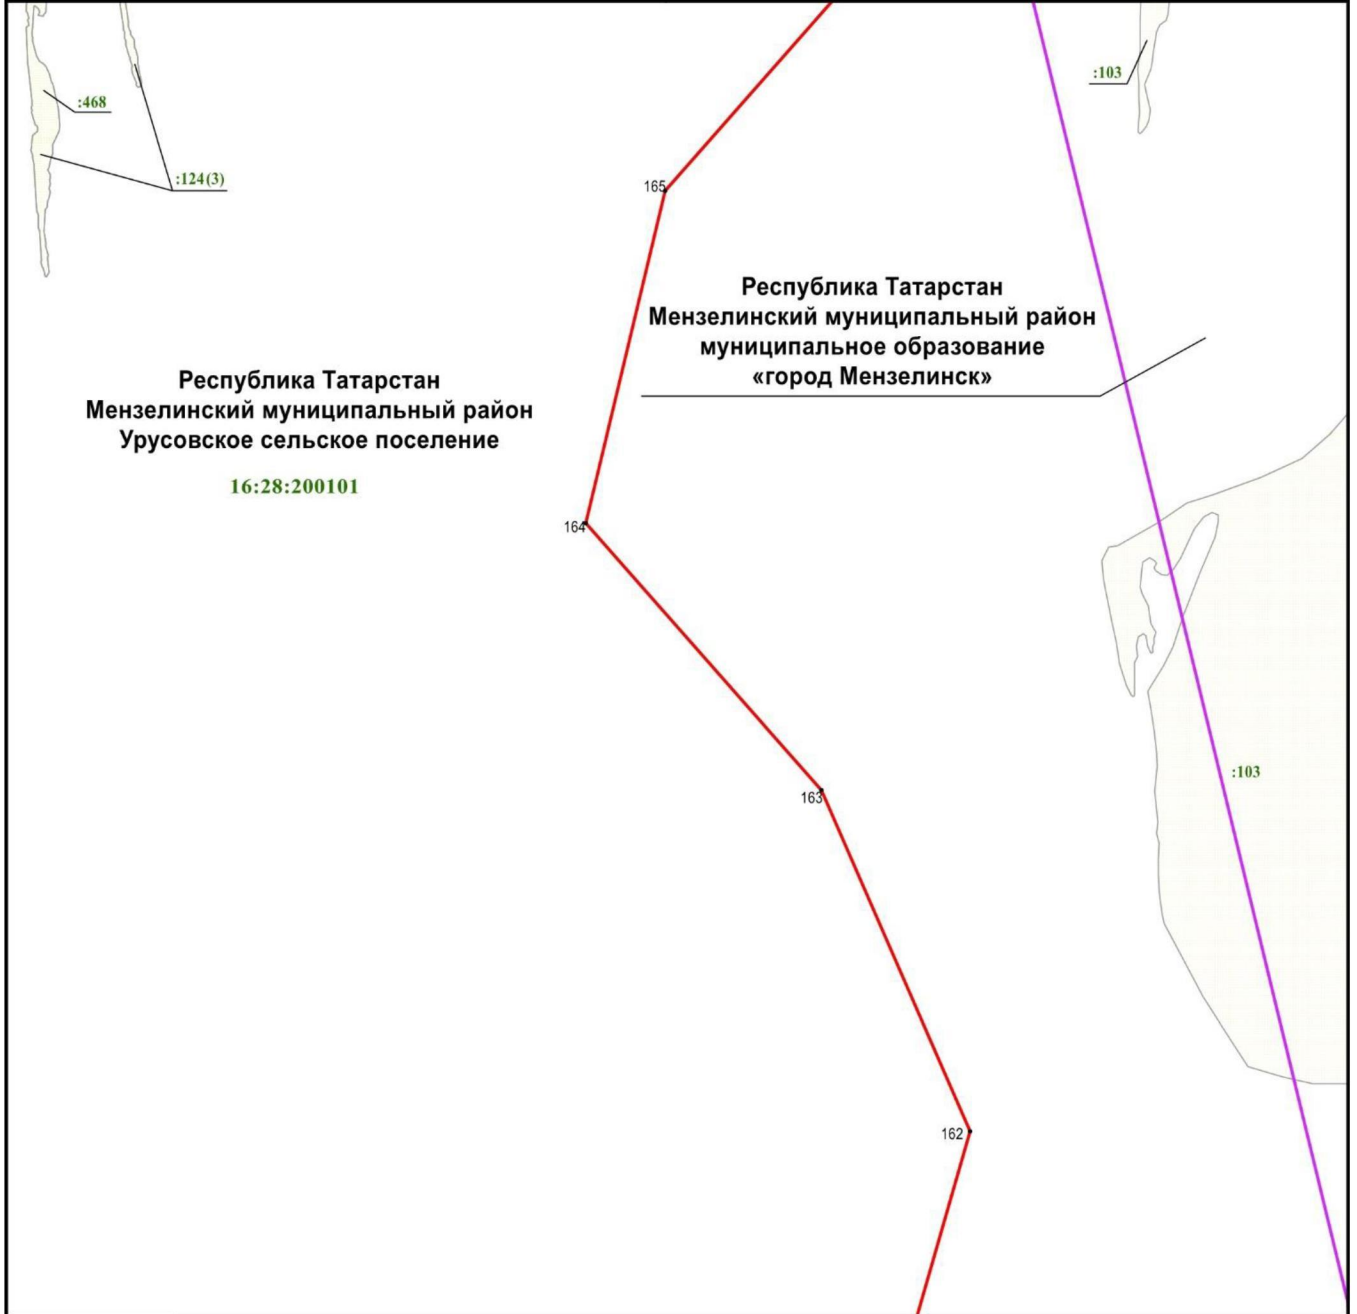 :103
:468
:124(3)
165
Республика Татарстан
Мензелинский муниципальный район
муниципальное образование
«город Мензелинск»
Республика Татарстан
Мензелинский муниципальный район
Урусовское сельское поселение
16:28:200101
164
:103
163
162